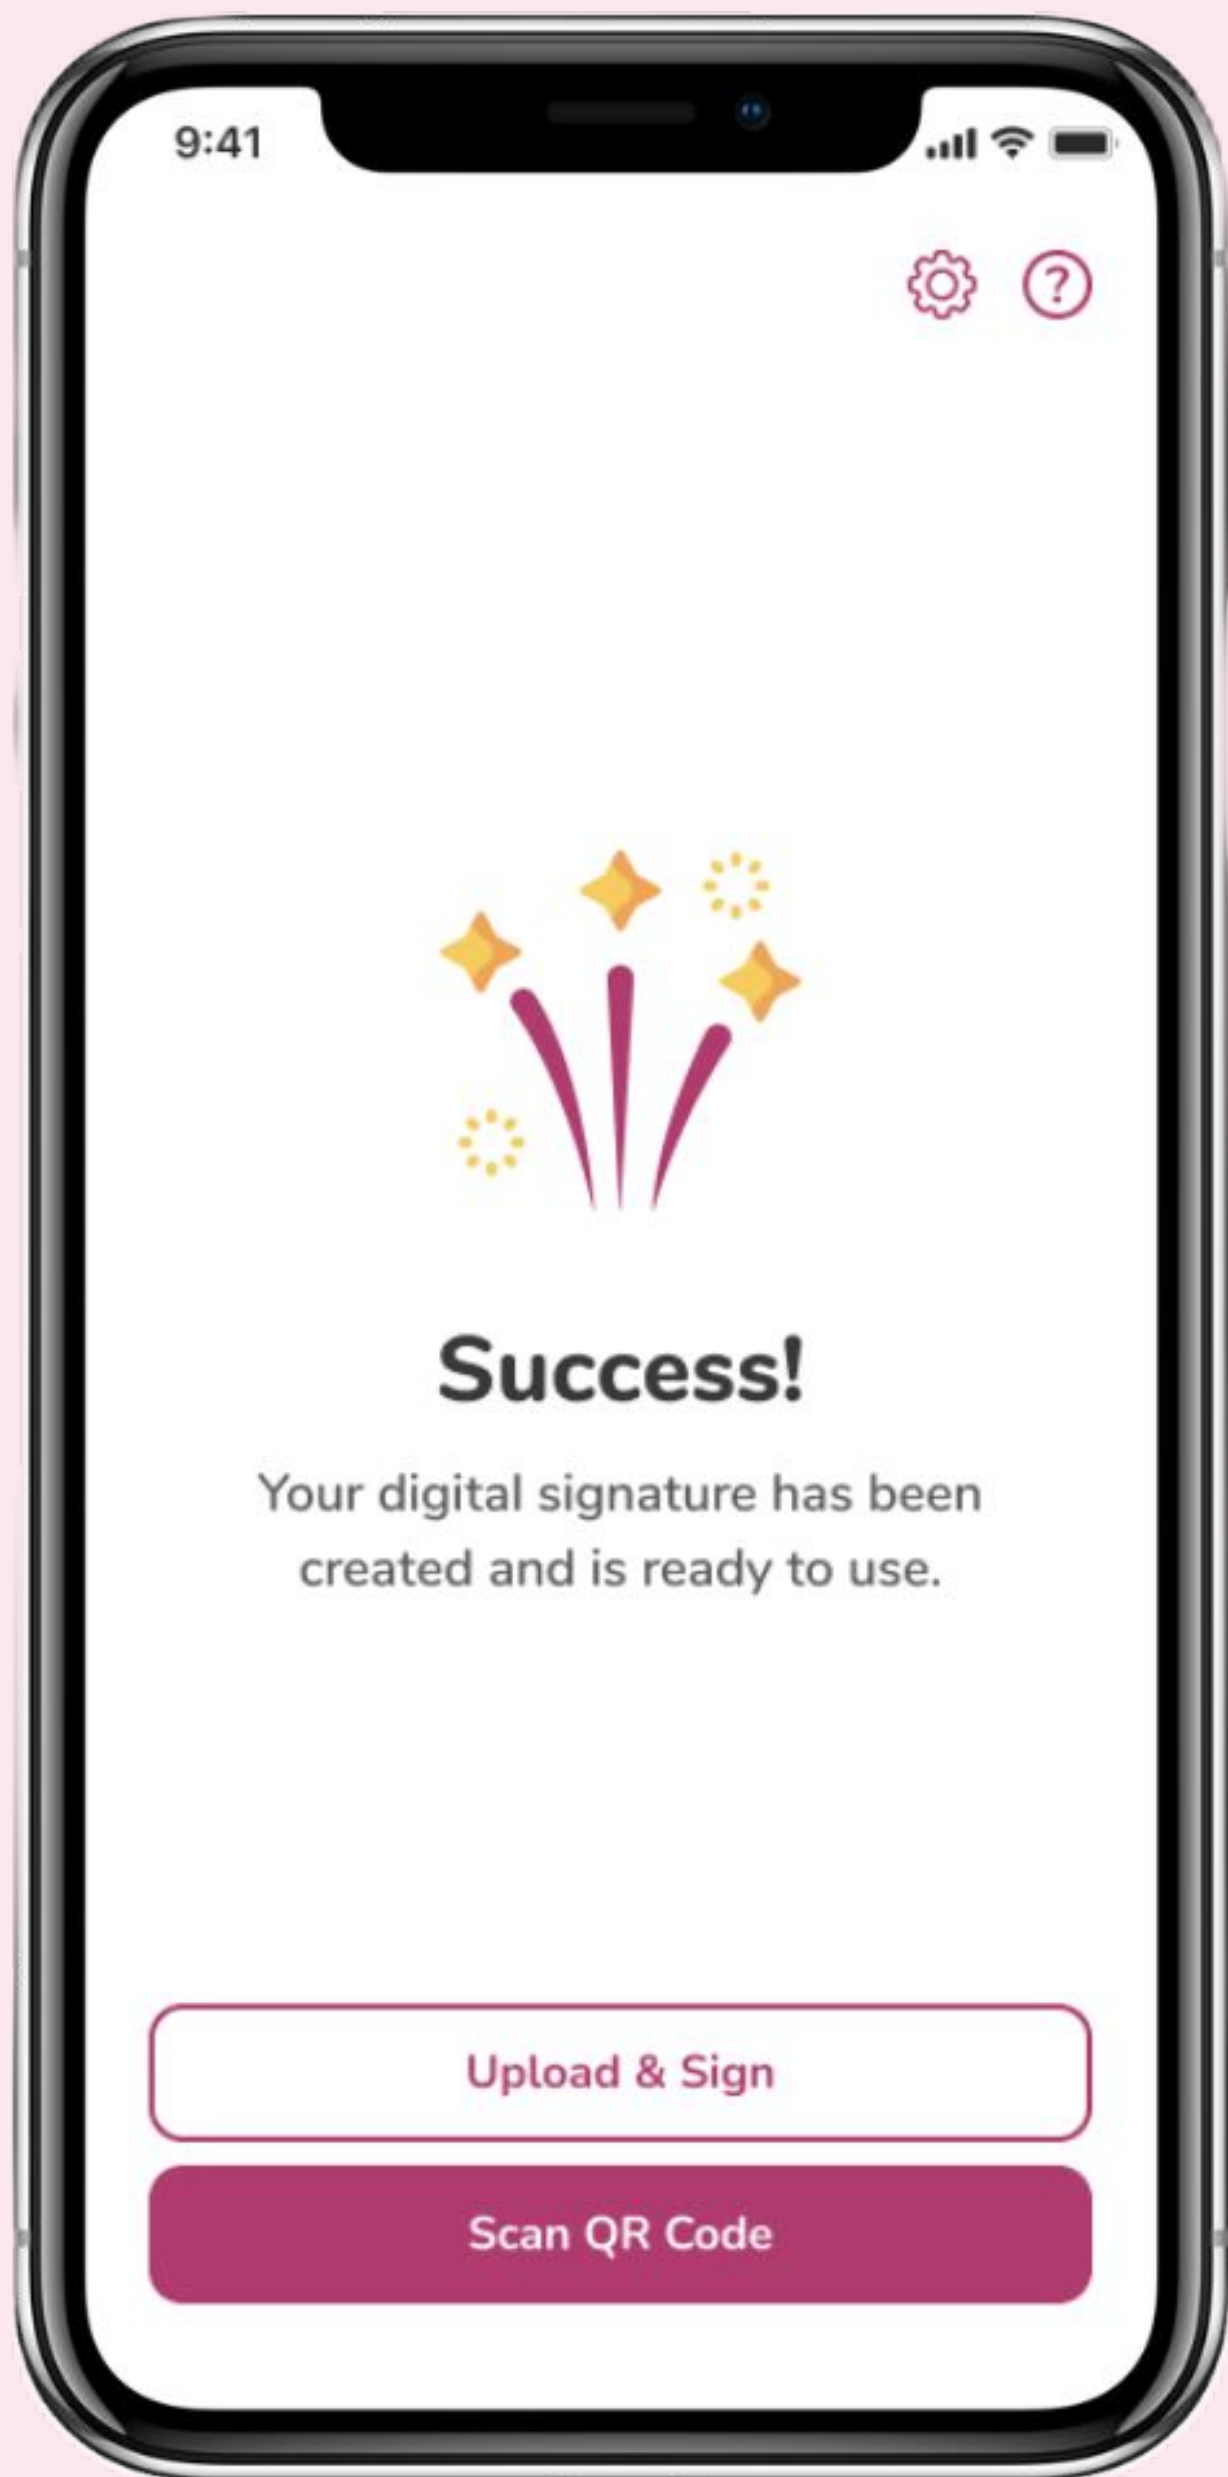 9:41
?
Success!
Your digital signature has been
created and is ready to use.
Upload & Sign
Scan QR Code